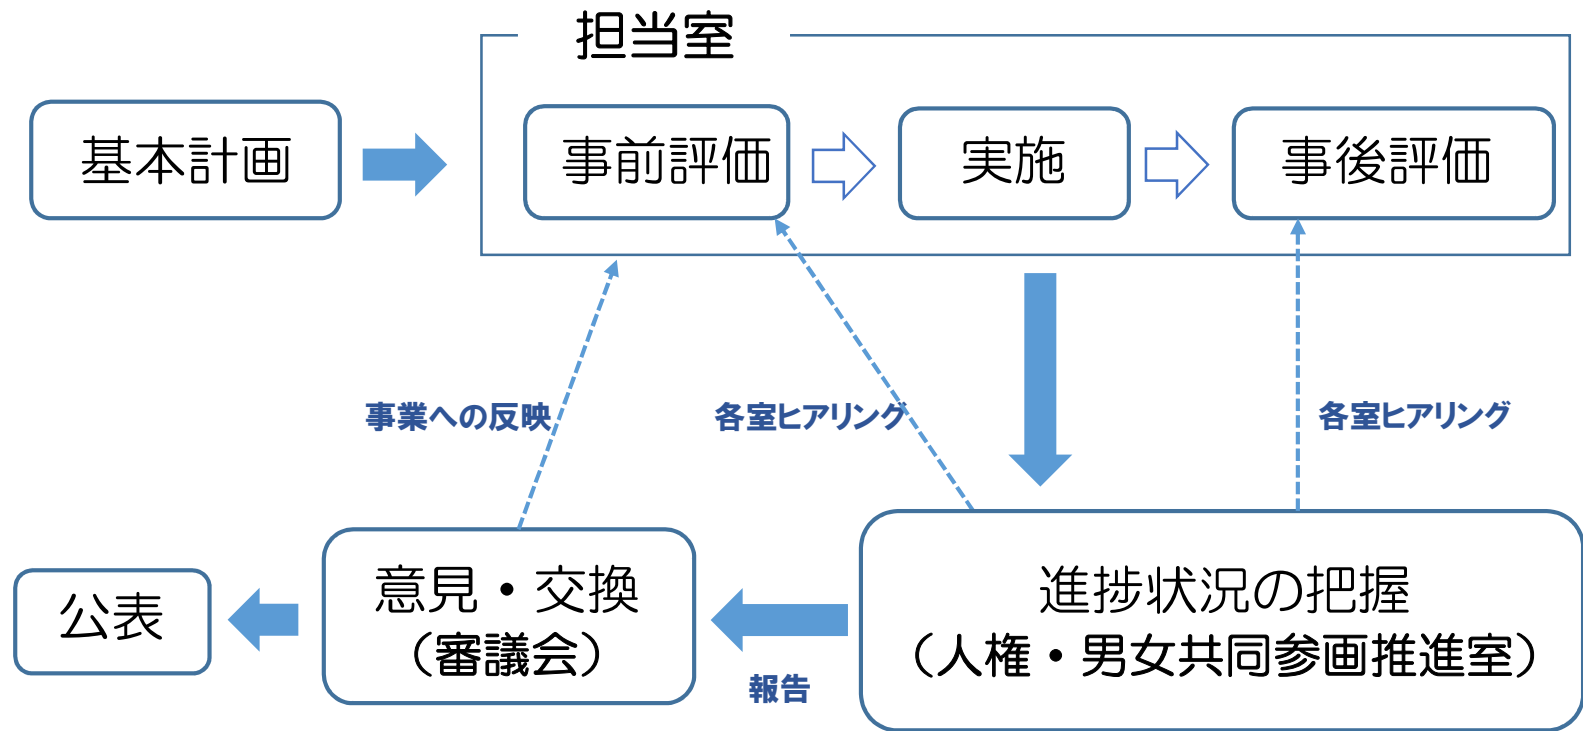 担当室
基本計画
事前評価
実施
事後評価
事業への反映
各室ヒアリング
各室ヒアリング
公表
意見・交換
（審議会）
報告
進捗状況の把握
（人権・男女共同参画推進室）